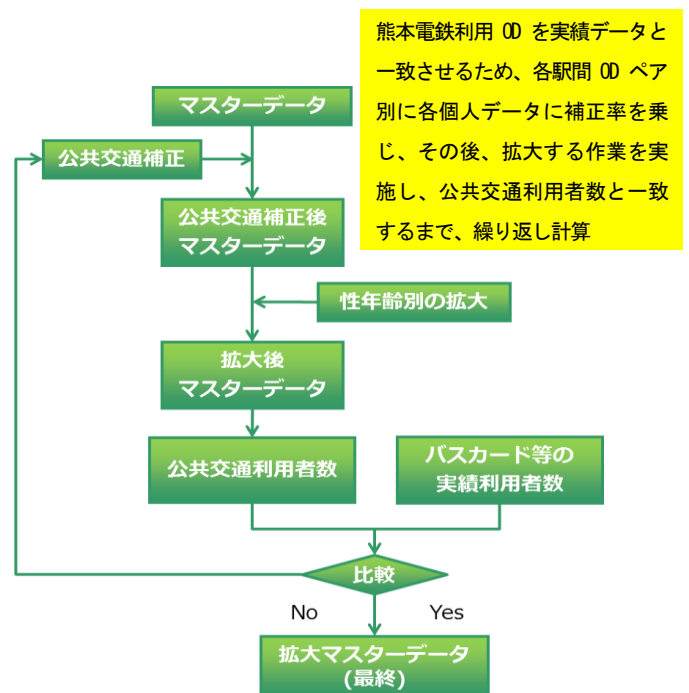 熊本電鉄利用 OD を実績データと
一致させるため、各駅間 OD ペア
別に各個人データに補正率を乗
じ、その後、拡大する作業を実
施し、公共交通利用者数と一致
するまで、繰り返し計算
マスターデータ
公共交通補正
公共交通補正後
マスターデータ
性年齢別の拡大
拡大後
マスターデータ
公共交通利用者数
バスカード等の
実績利用者数
比較
No
Yes
拡大マスターデータ
(最終)